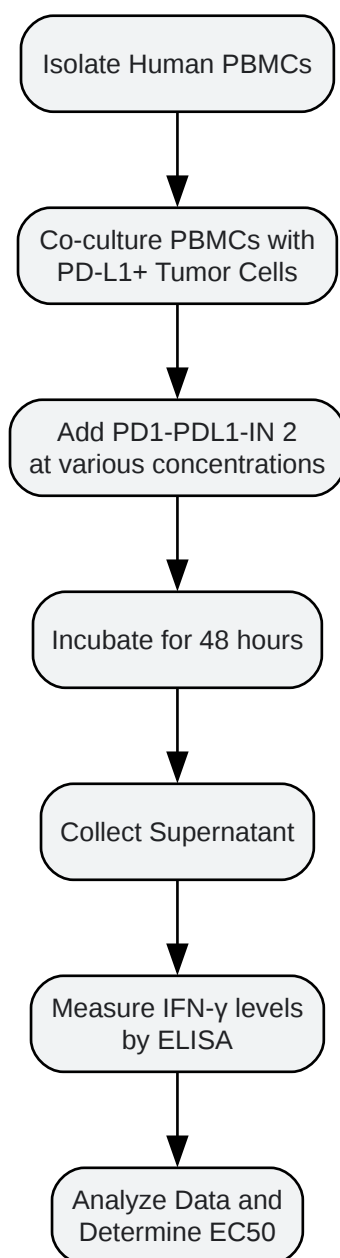 Isolate Human PBMCs
Co-culture PBMCs with
PD-L1+ Tumor Cells
Add PD1-PDL1-IN 2
at various concentrations
Incubate for 48 hours
Collect Supernatant
Measure IFN-γ levels
by ELISA
Analyze Data and
Determine EC50